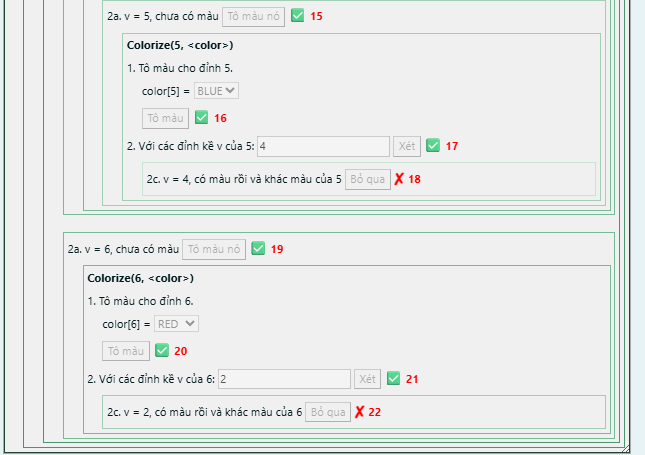 2a. v = 5, chưa có màu Tô màu nó ✅ 15
Colorize(5, <color>)
1. Tô màu cho đỉnh 5.
color[5] = BLUE
Tô màu ✅ 16
2. Với các đỉnh kề v của 5: 4 Xét ✅ 17
2c. v = 4, có màu rồi và khác màu của 5 Bỏ qua ✗ 18
2a. v = 6, chưa có màu Tô màu nó ✅ 19
Colorize(6, <color>)
1. Tô màu cho đỉnh 6.
color[6] = RED
Tô màu ✅ 20
2. Với các đỉnh kề v của 6: 2 Xét ✅ 21
2c. v = 2, có màu rồi và khác màu của 6 Bỏ qua ✗ 22